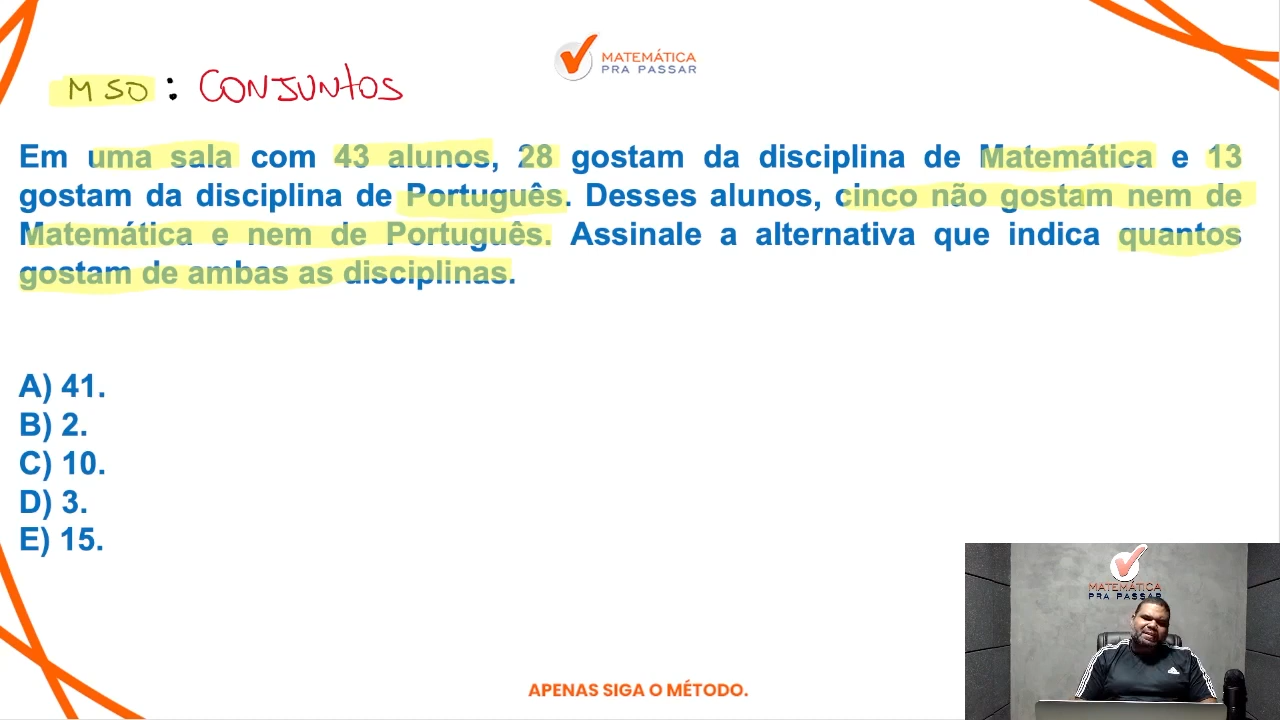 MATEMÁTICA
PRA PASSAR
MSO : CONJUNTOS
Em uma sala com 43 alunos, 28 gostam da disciplina de Matemática e 13
gostam da disciplina de Português. Desses alunos, cinco não gostam nem de
Matemática e nem de Português. Assinale a alternativa que indica quantos
gostam de ambas as disciplinas.
A) 41.
B) 2.
C) 10.
D) 3.
E) 15.
MATEMÁTICA
PRA PASSAR
adidas
APENAS SIGA O MÉTODO.